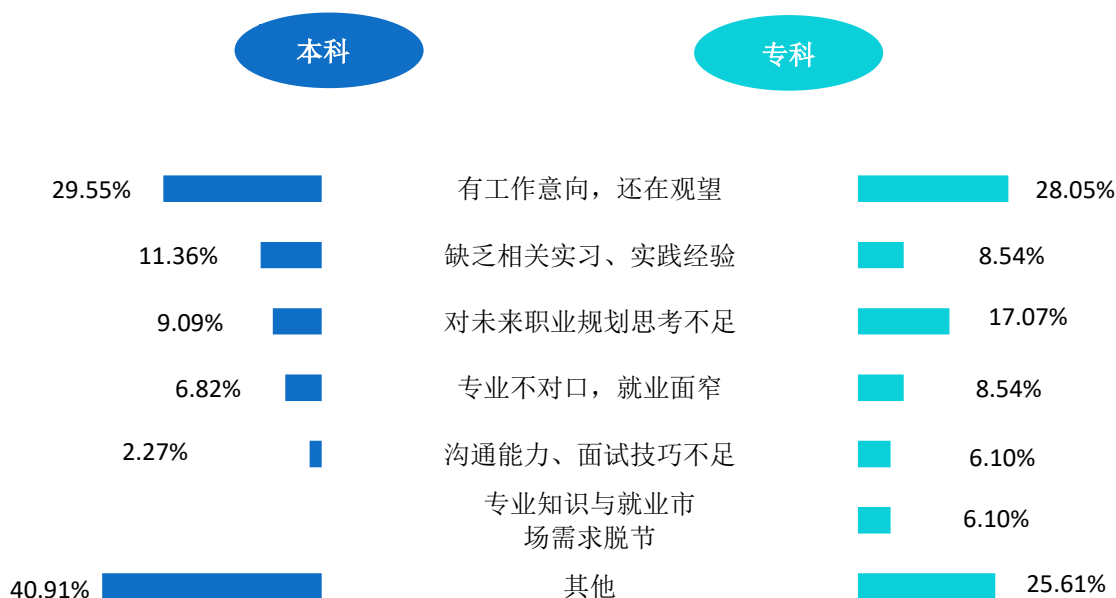 本科 专科
29.55% 有工作意向，还在观望 28.05%
11.36% 缺乏相关实习、实践经验 8.54%
9.09% 对未来职业规划思考不足 17.07%
6.82% 专业不对口，就业面窄 8.54%
2.27% 沟通能力、面试技巧不足 6.10%
专业知识与就业市
场需求脱节 6.10%
40.91% 其他 25.61%